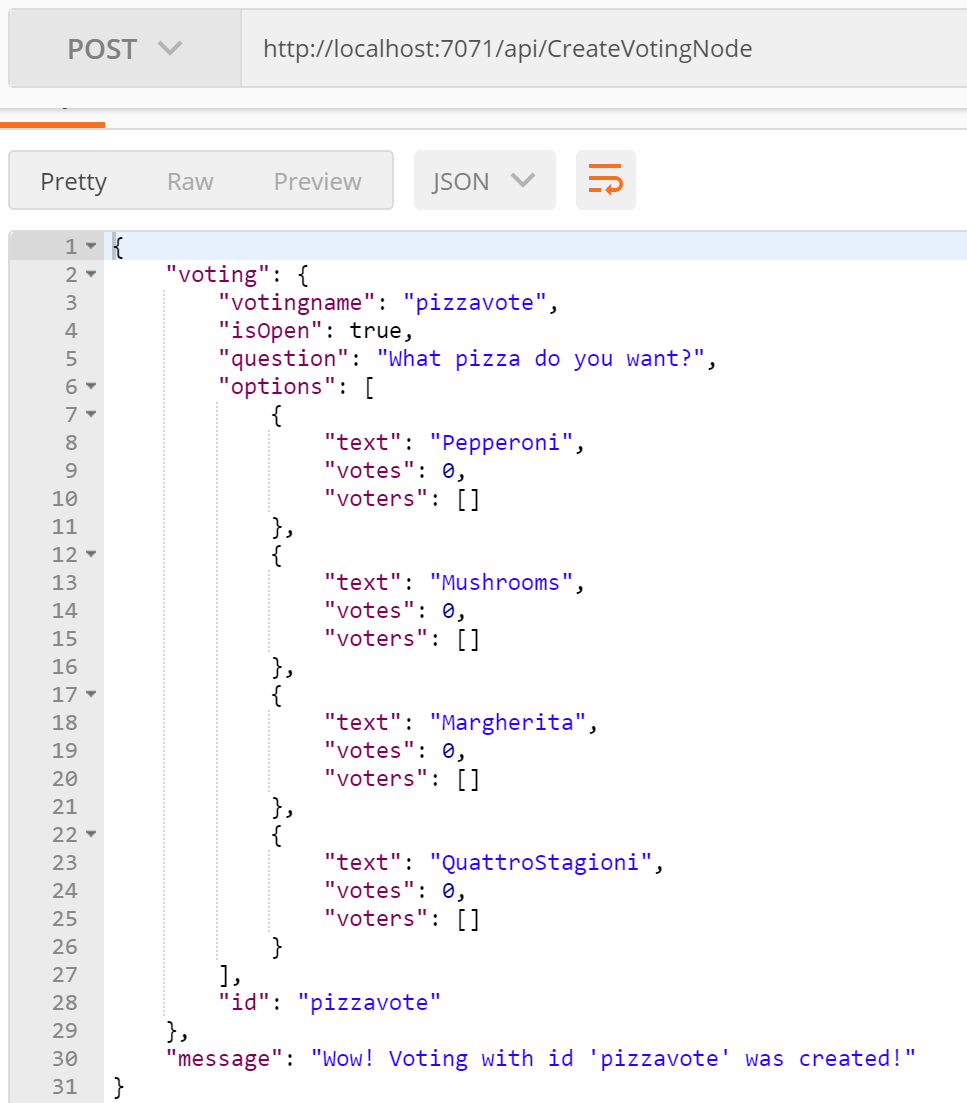 POST http://localhost:7071/api/CreateVotingNode
Pretty Raw Preview JSON
1 {
2     "voting": {
3         "votingname": "pizzavote",
4         "isOpen": true,
5         "question": "What pizza do you want?",
6         "options": [
7             {
8                 "text": "Pepperoni",
9                 "votes": 0,
10                 "voters": []
11             },
12             {
13                 "text": "Mushrooms",
14                 "votes": 0,
15                 "voters": []
16             },
17             {
18                 "text": "Margherita",
19                 "votes": 0,
20                 "voters": []
21             },
22             {
23                 "text": "QuattroStagioni",
24                 "votes": 0,
25                 "voters": []
26             }
27         ],
28         "id": "pizzavote"
29     },
30     "message": "Wow! Voting with id 'pizzavote' was created!"
31 }